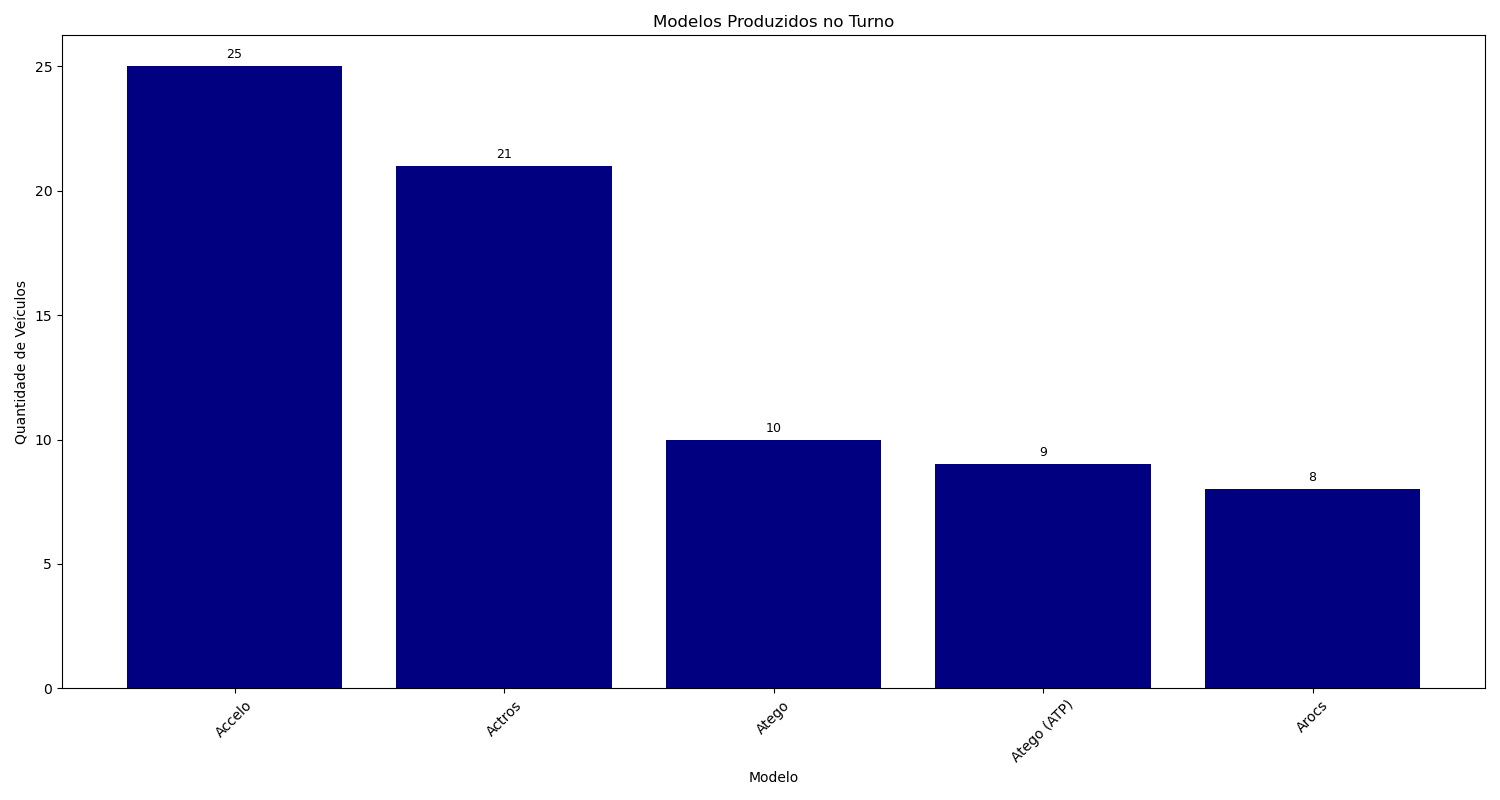 Modelos Produzidos no Turno
Quantidade de Veículos
25
20
15
10
5
0
25
21
10
9
8
Accelo
Actros
Atego
Atego (ATP)
Arocs
Modelo